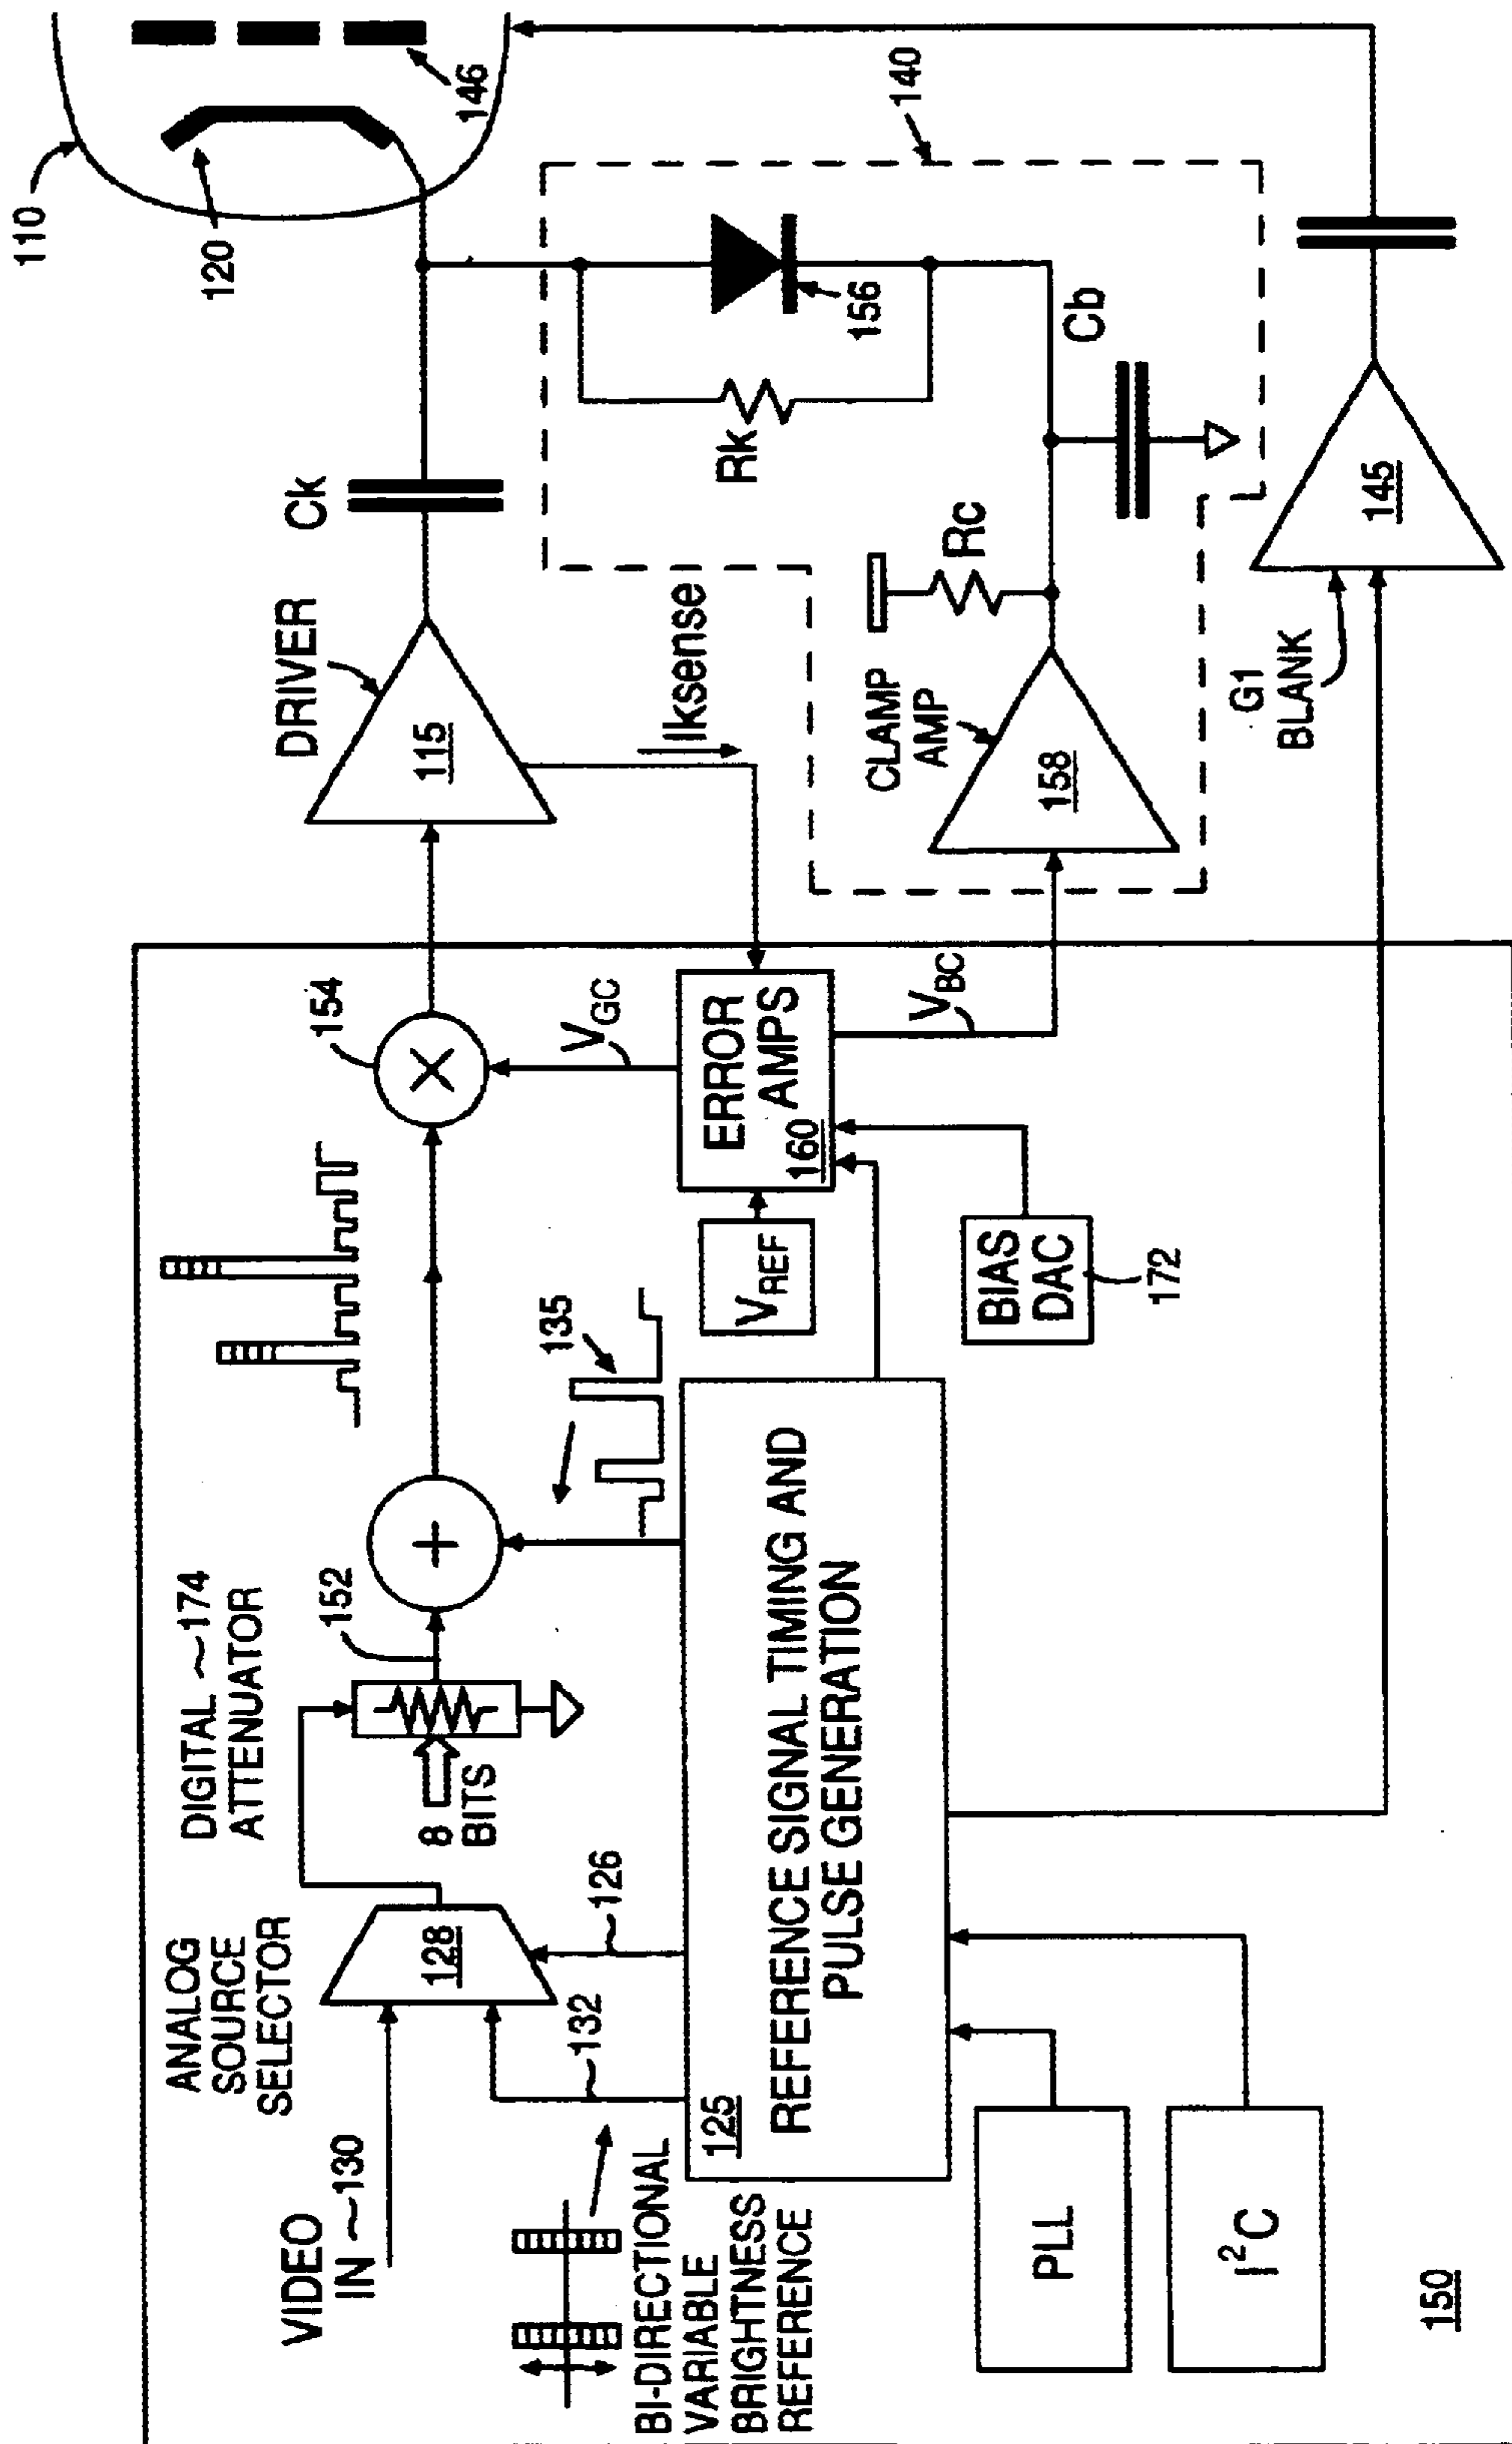 110
120
146
140
Ck
DRIVER
115
Iksense
Rk
156
Cb
Rc
CLAMP
AMP
158
G1
BLANK
145
154
VGC
ERROR
AMPS
160
VBC
VREF
BIAS
DAC
172
135
152
DIGITAL ~174
ATTENUATOR
8
BITS
ANALOG
SOURCE
SELECTOR
128
126
132
VIDEO
IN ~130
125
REFERENCE SIGNAL TIMING AND
PULSE GENERATION
BI-DIRECTIONAL
VARIABLE
BRIGHTNESS
REFERENCE
PLL
I²C
150